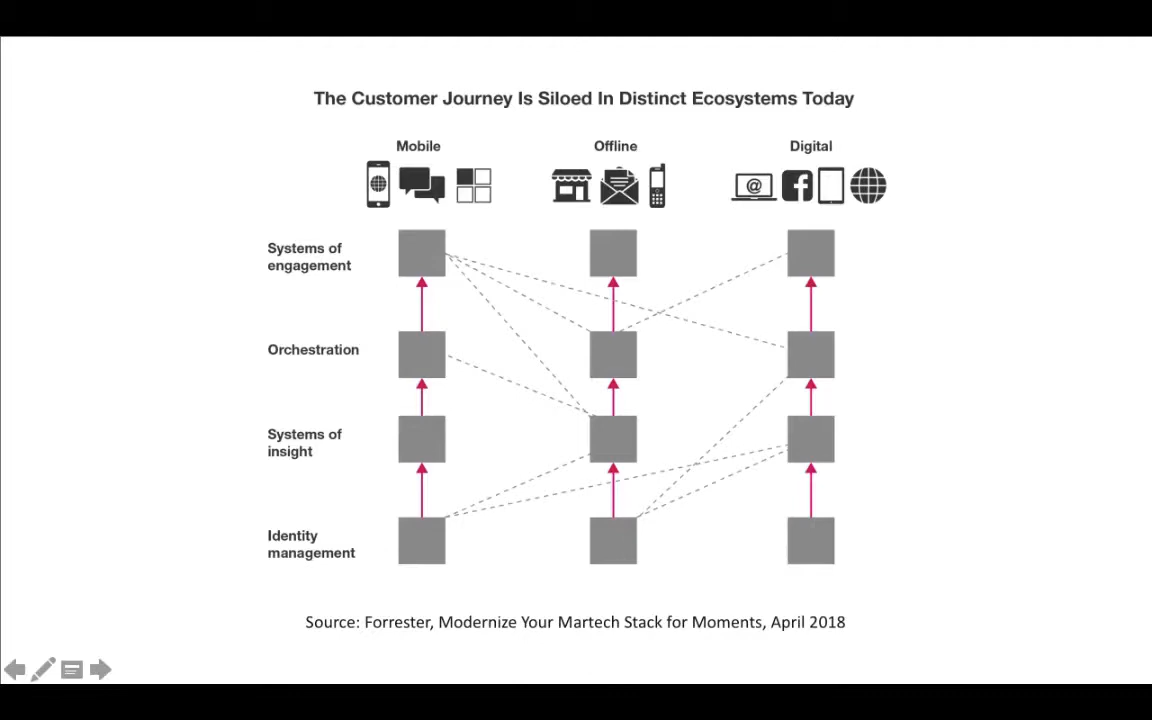 The Customer Journey Is Siloed In Distinct Ecosystems Today
Mobile
Offline
Digital
@
f
Systems of
engagement
Orchestration
Systems of
insight
Identity
management
Source: Forrester, Modernize Your Martech Stack for Moments, April 2018